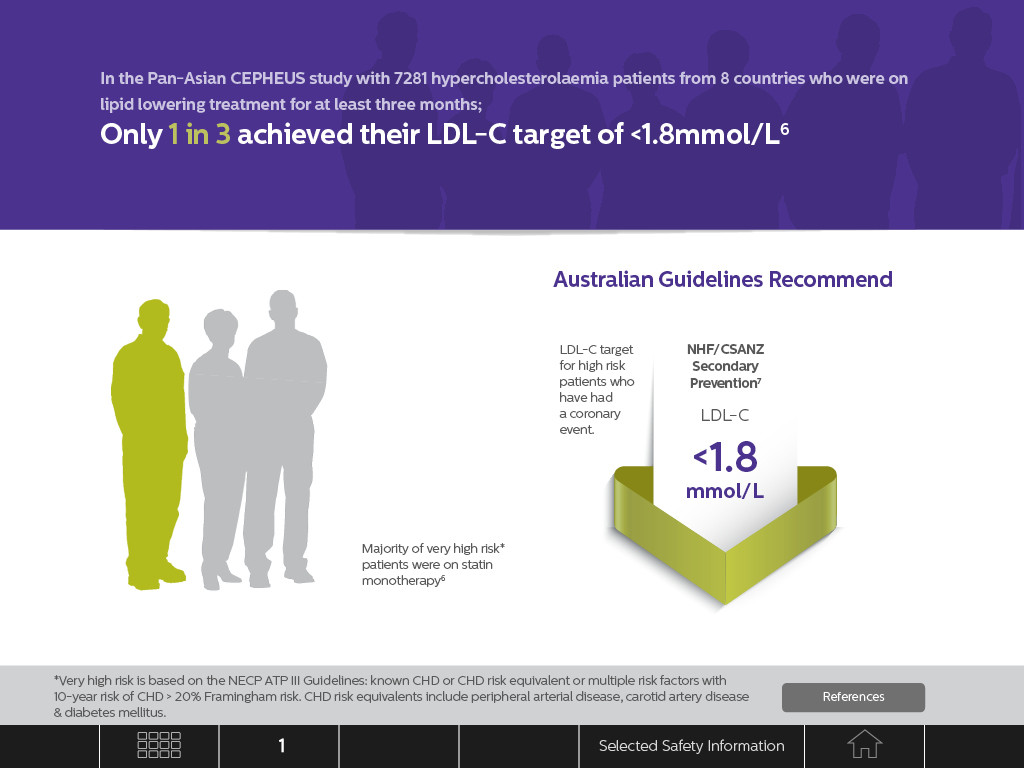 In the Pan-Asian CEPHEUS study with 7281 hypercholesterolaemia patients from 8 countries who were on
lipid lowering treatment for at least three months;
Only 1 in 3 achieved their LDL-C target of <1.8mmol/L⁶
Australian Guidelines Recommend
LDL-C target
for high risk
patients who
have had
a coronary
event.
NHF/CSANZ
Secondary
Prevention⁷
LDL-C
<1.8
mmol/L
Majority of very high risk*
patients were on statin
monotherapy⁶
*Very high risk is based on the NECP ATP III Guidelines: known CHD or CHD risk equivalent or multiple risk factors with
10-year risk of CHD > 20% Framingham risk. CHD risk equivalents include peripheral arterial disease, carotid artery disease
& diabetes mellitus.
References
1
Selected Safety Information